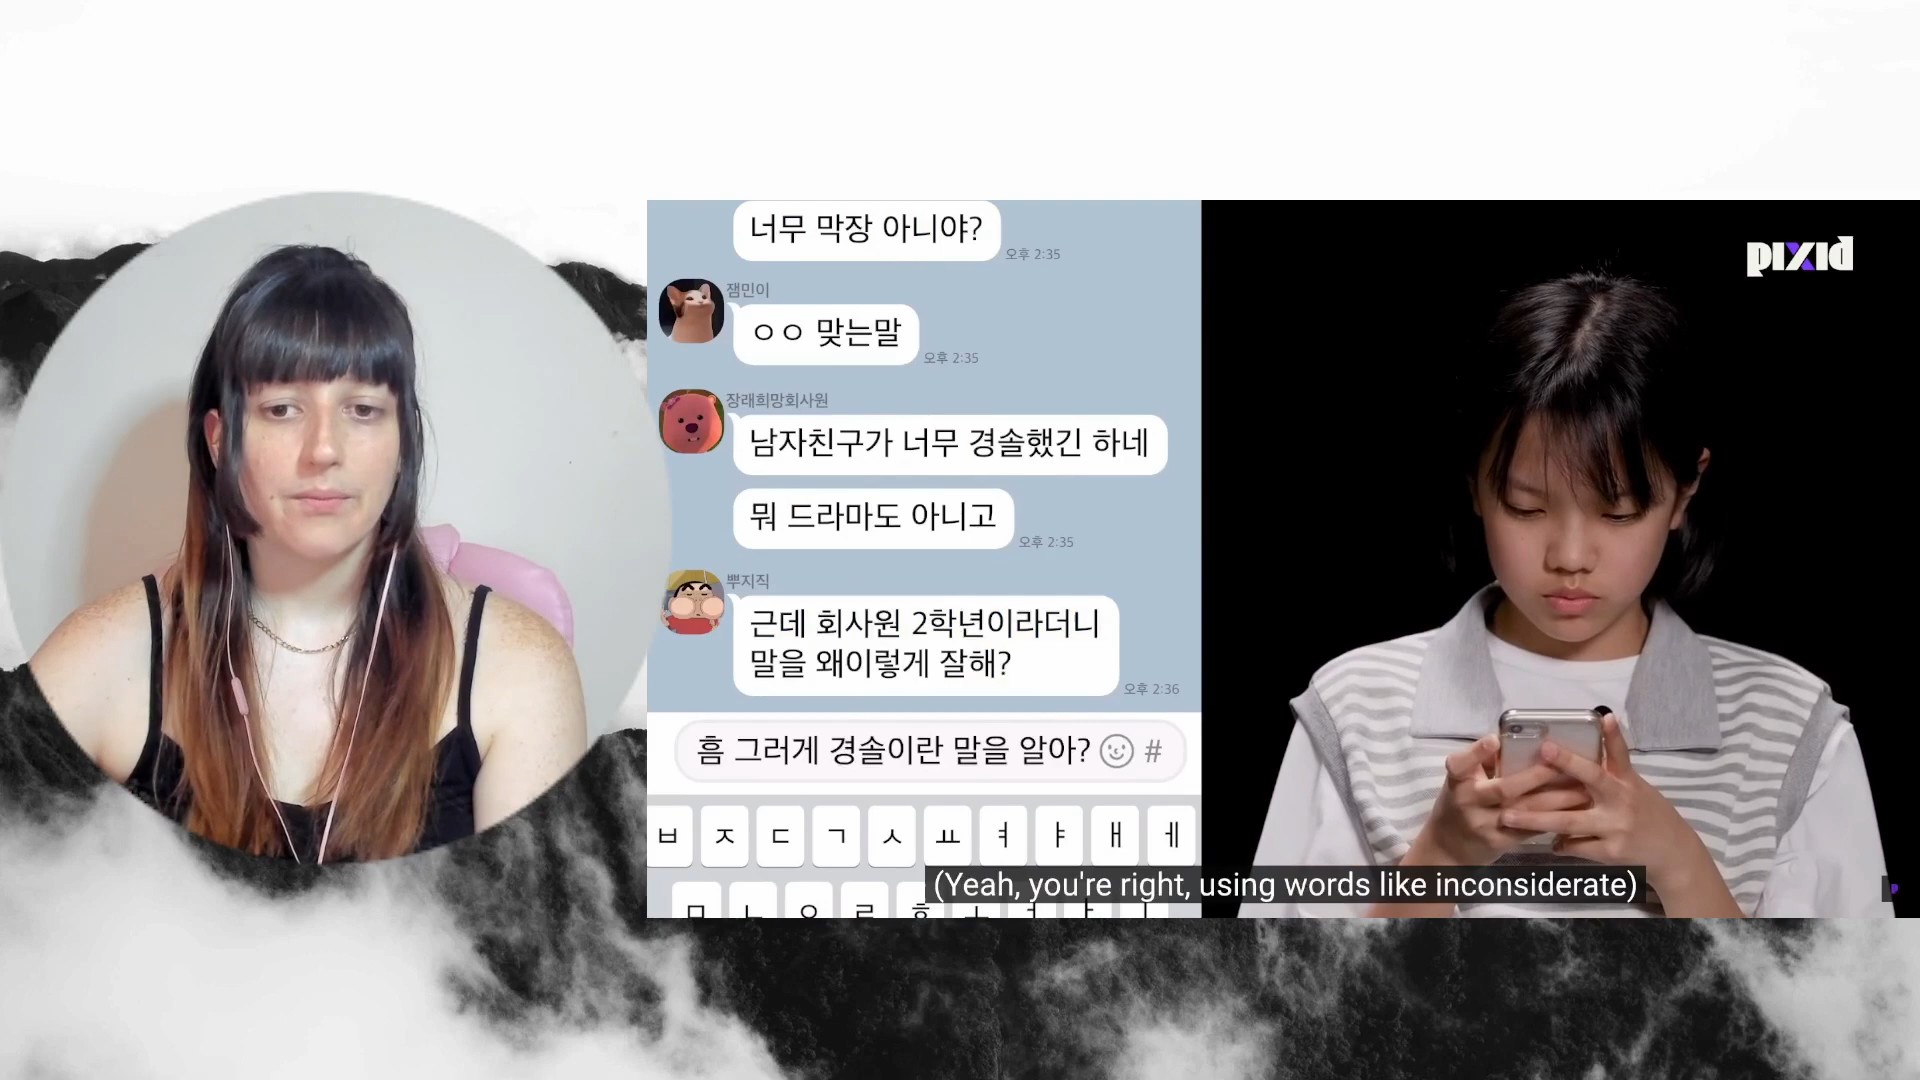 너무 막장 아니야?
오후 2:35
잼민이
ㅇㅇ 맞는말
오후 2:35
장래희망회사원
남자친구가 너무 경솔했긴 하네
뭐 드라마도 아니고
오후 2:35
뿌지직
근데 회사원 2학년이라더니
말을 왜이렇게 잘해?
오후 2:36
흠 그러게 경솔이란 말을 알아? #
ㅂ ㅈ ㄷ ㄱ ㅅ ㅛ ㅕ ㅑ ㅐ ㅔ
ㅁ ㄴ ㅇ ㄹ ㅎ ㅗ ㅓ ㅏ ㅣ
pixid
(Yeah, you're right, using words like inconsiderate)